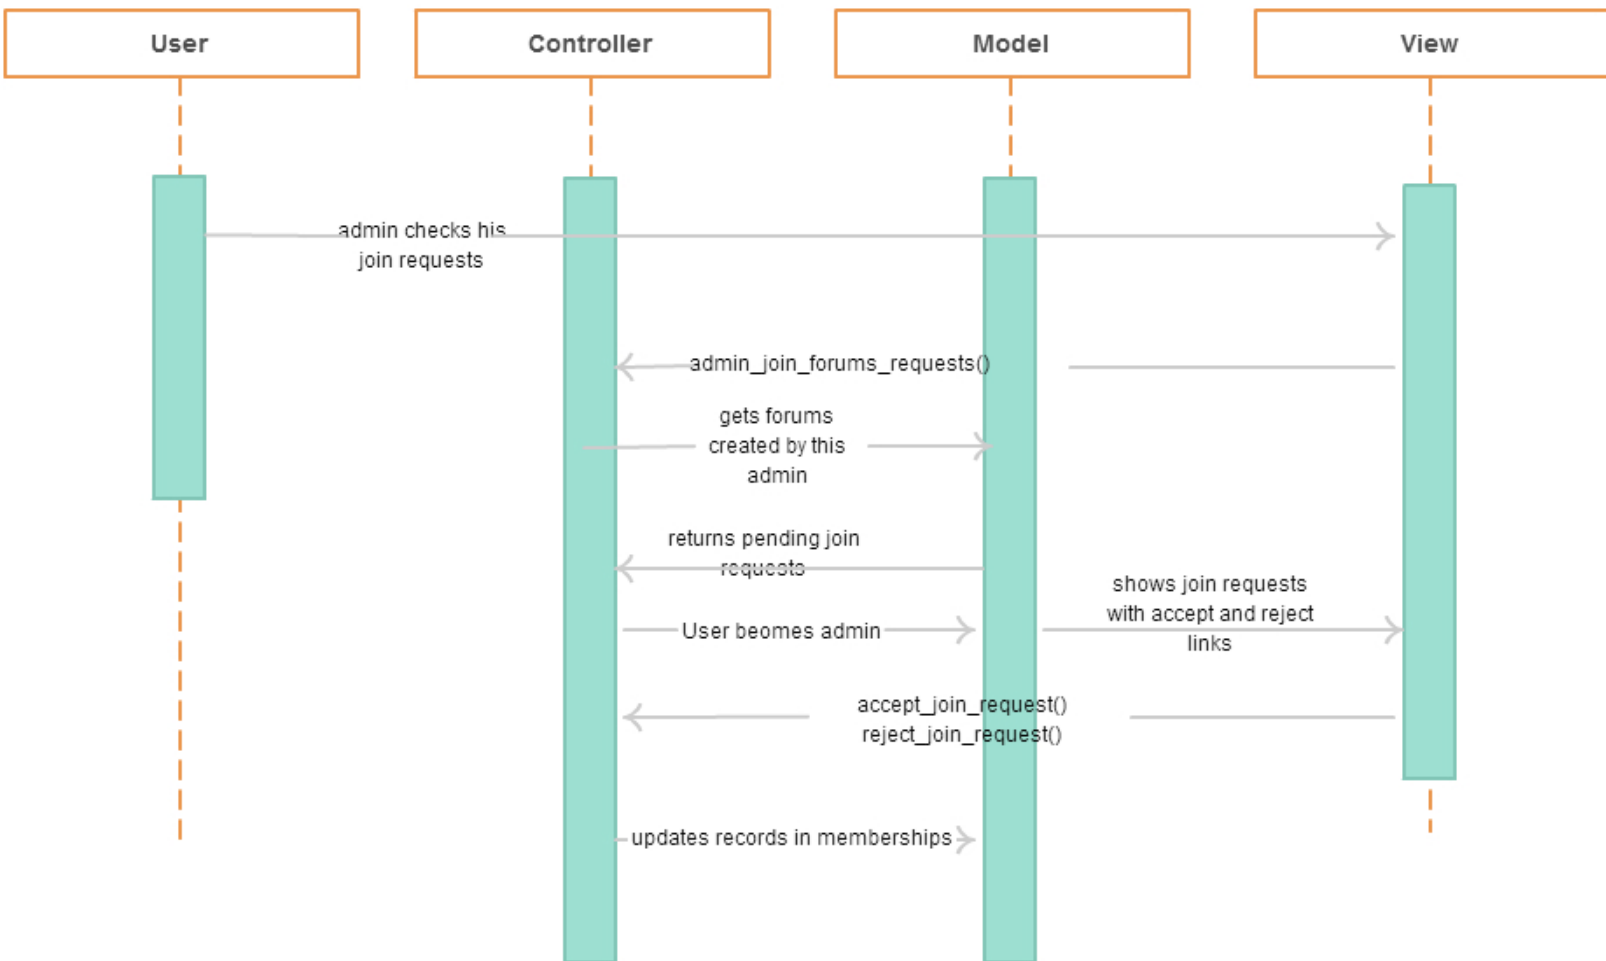 User
Controller
Model
View
admin checks his
join requests
admin_join_forums_requests()
gets forums
created by this
admin
returns pending join
requests
User beomes admin
shows join requests
with accept and reject
links
accept_join_request()
reject_join_request()
updates records in memberships